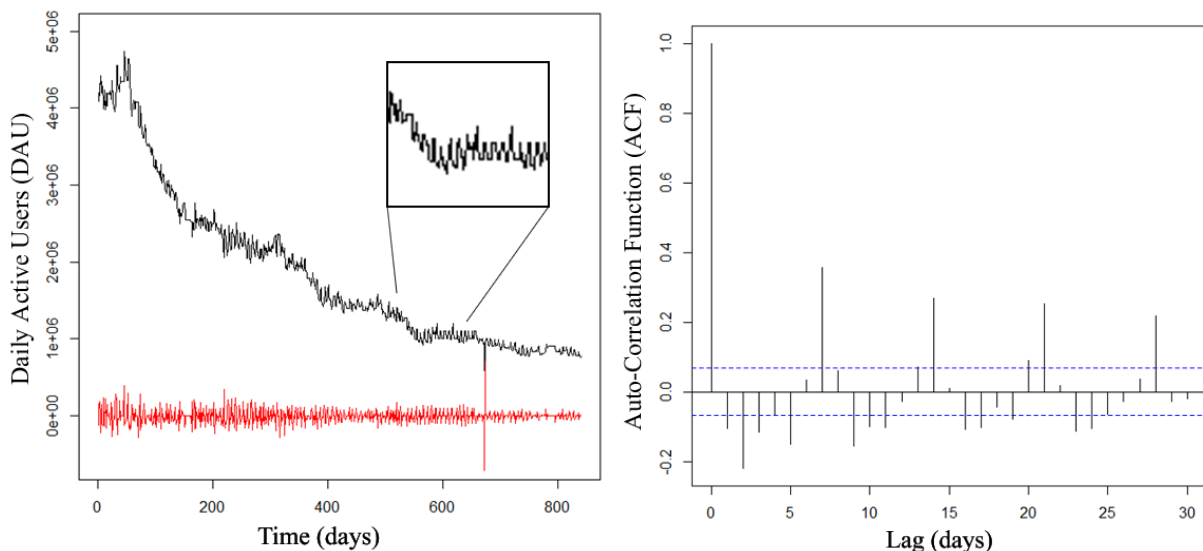 Daily Active Users (DAU)
5e+06
4e+06
3e+06
2e+06
1e+06
0e+00
0 200 400 600 800
Time (days)
Auto-Correlation Function (ACF)
1.0
0.8
0.6
0.4
0.2
0.0
-0.2
0 5 10 15 20 25 30
Lag (days)